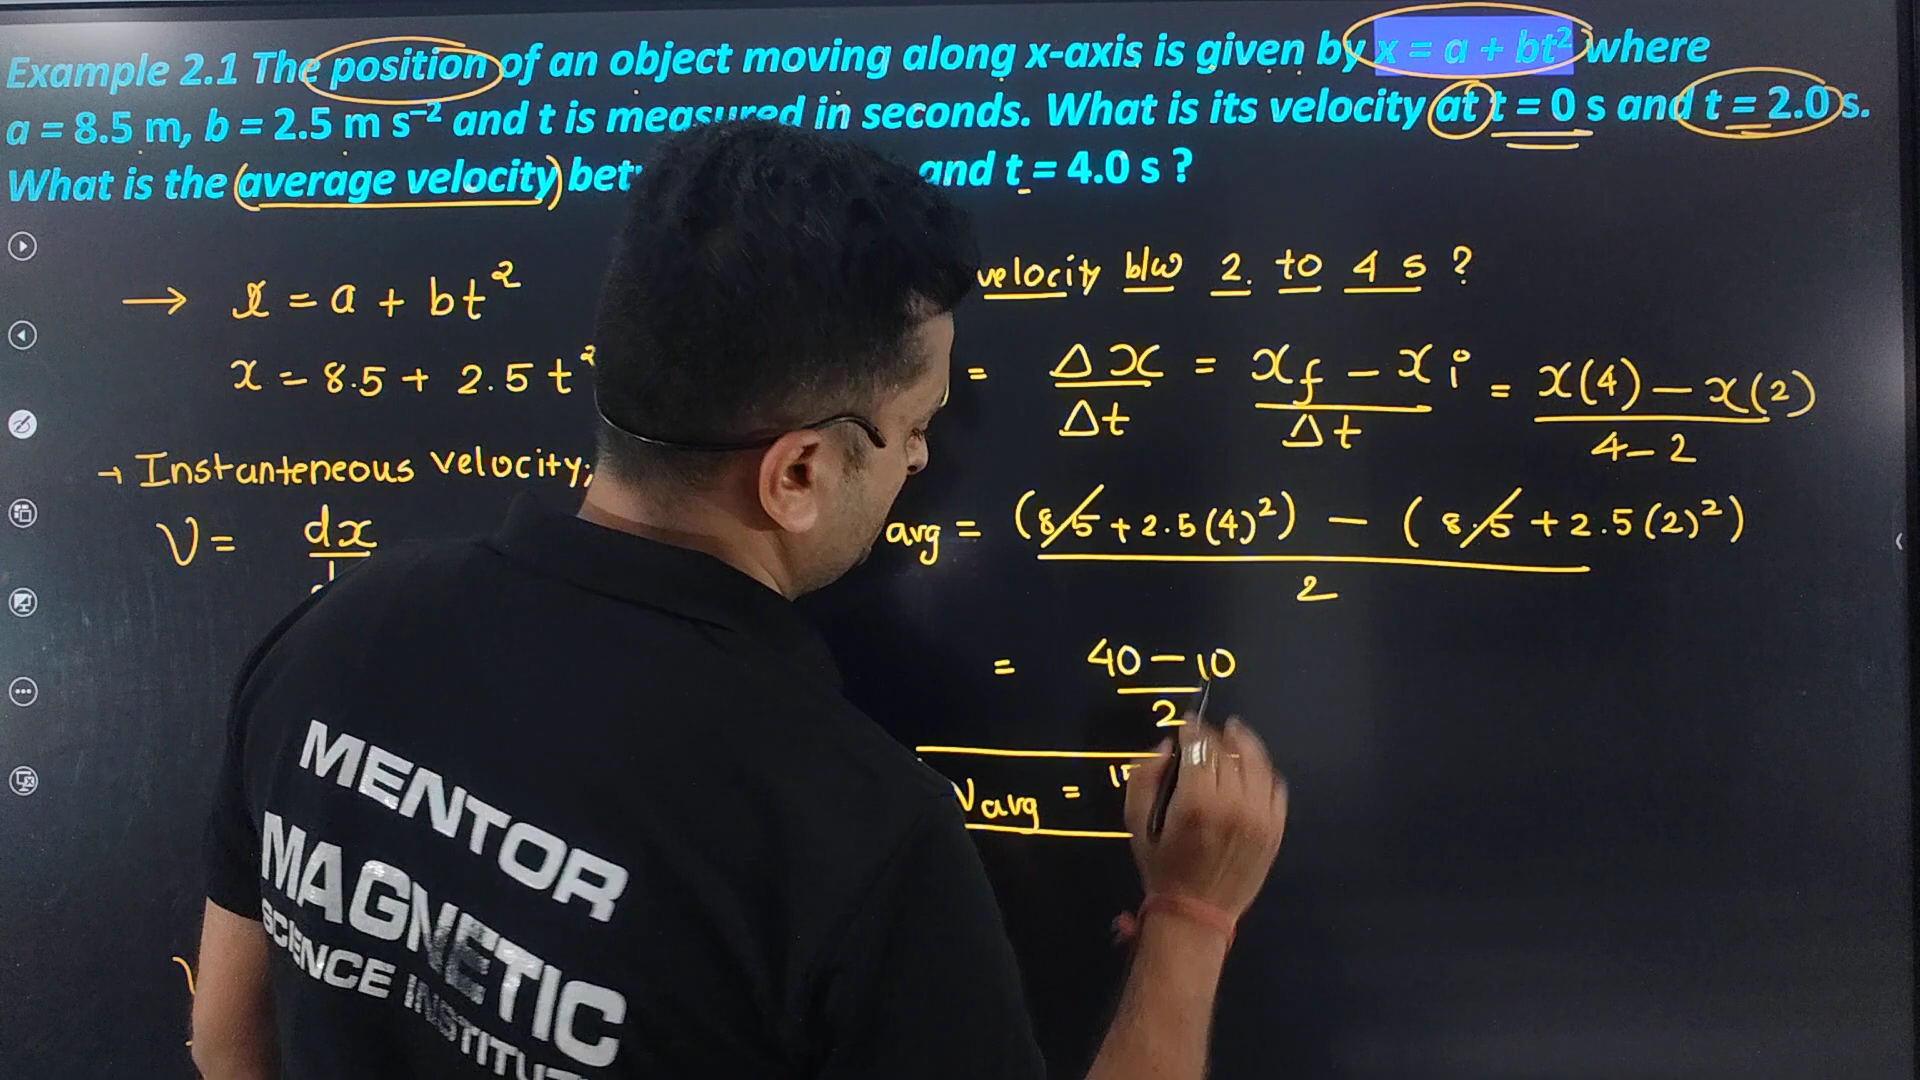 Example 2.1 The position of an object moving along x-axis is given by x = a + bt² where
a = 8.5 m, b = 2.5 m s⁻² and t is measured in seconds. What is its velocity at t = 0 s and t = 2.0 s.
What is the average velocity and t = 4.0 s ?
→ x = a + bt²
x = 8.5 + 2.5 t²
→ Instanteneous velocity,
V = dx
velocity b/w 2. to 4 s ?
= Δx/Δt = xf - xi/Δt = x(4) - x(2)/4-2
avg = (8.5 + 2.5(4)²) - (8.5 + 2.5(2)²)/2
= 40-10/2
Vavg =
MENTOR
MAGNETIC
SCIENCE